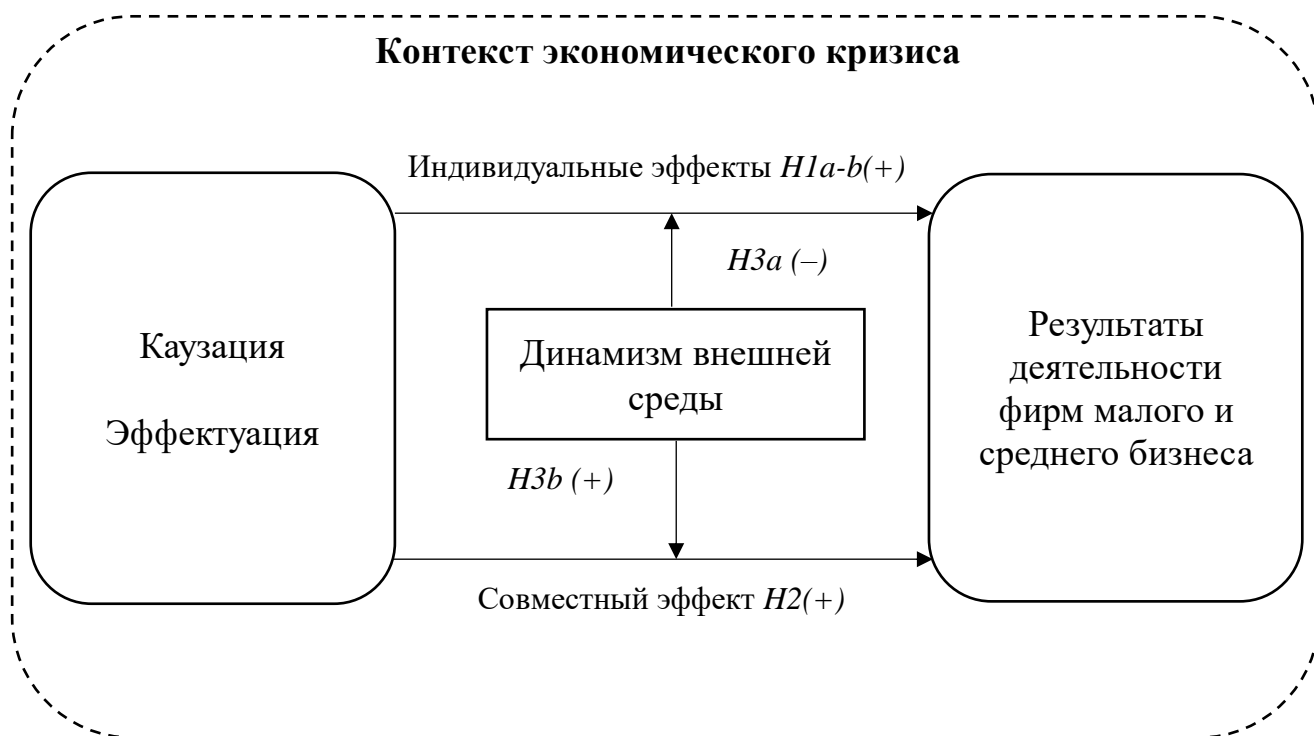 Контекст экономического кризиса
Индивидуальные эффекты H1a-b(+)
H3a (–)
Каузация
Эффектуация
Динамизм внешней
среды
Результаты
деятельности
фирм малого и
среднего бизнеса
H3b (+)
Совместный эффект H2(+)